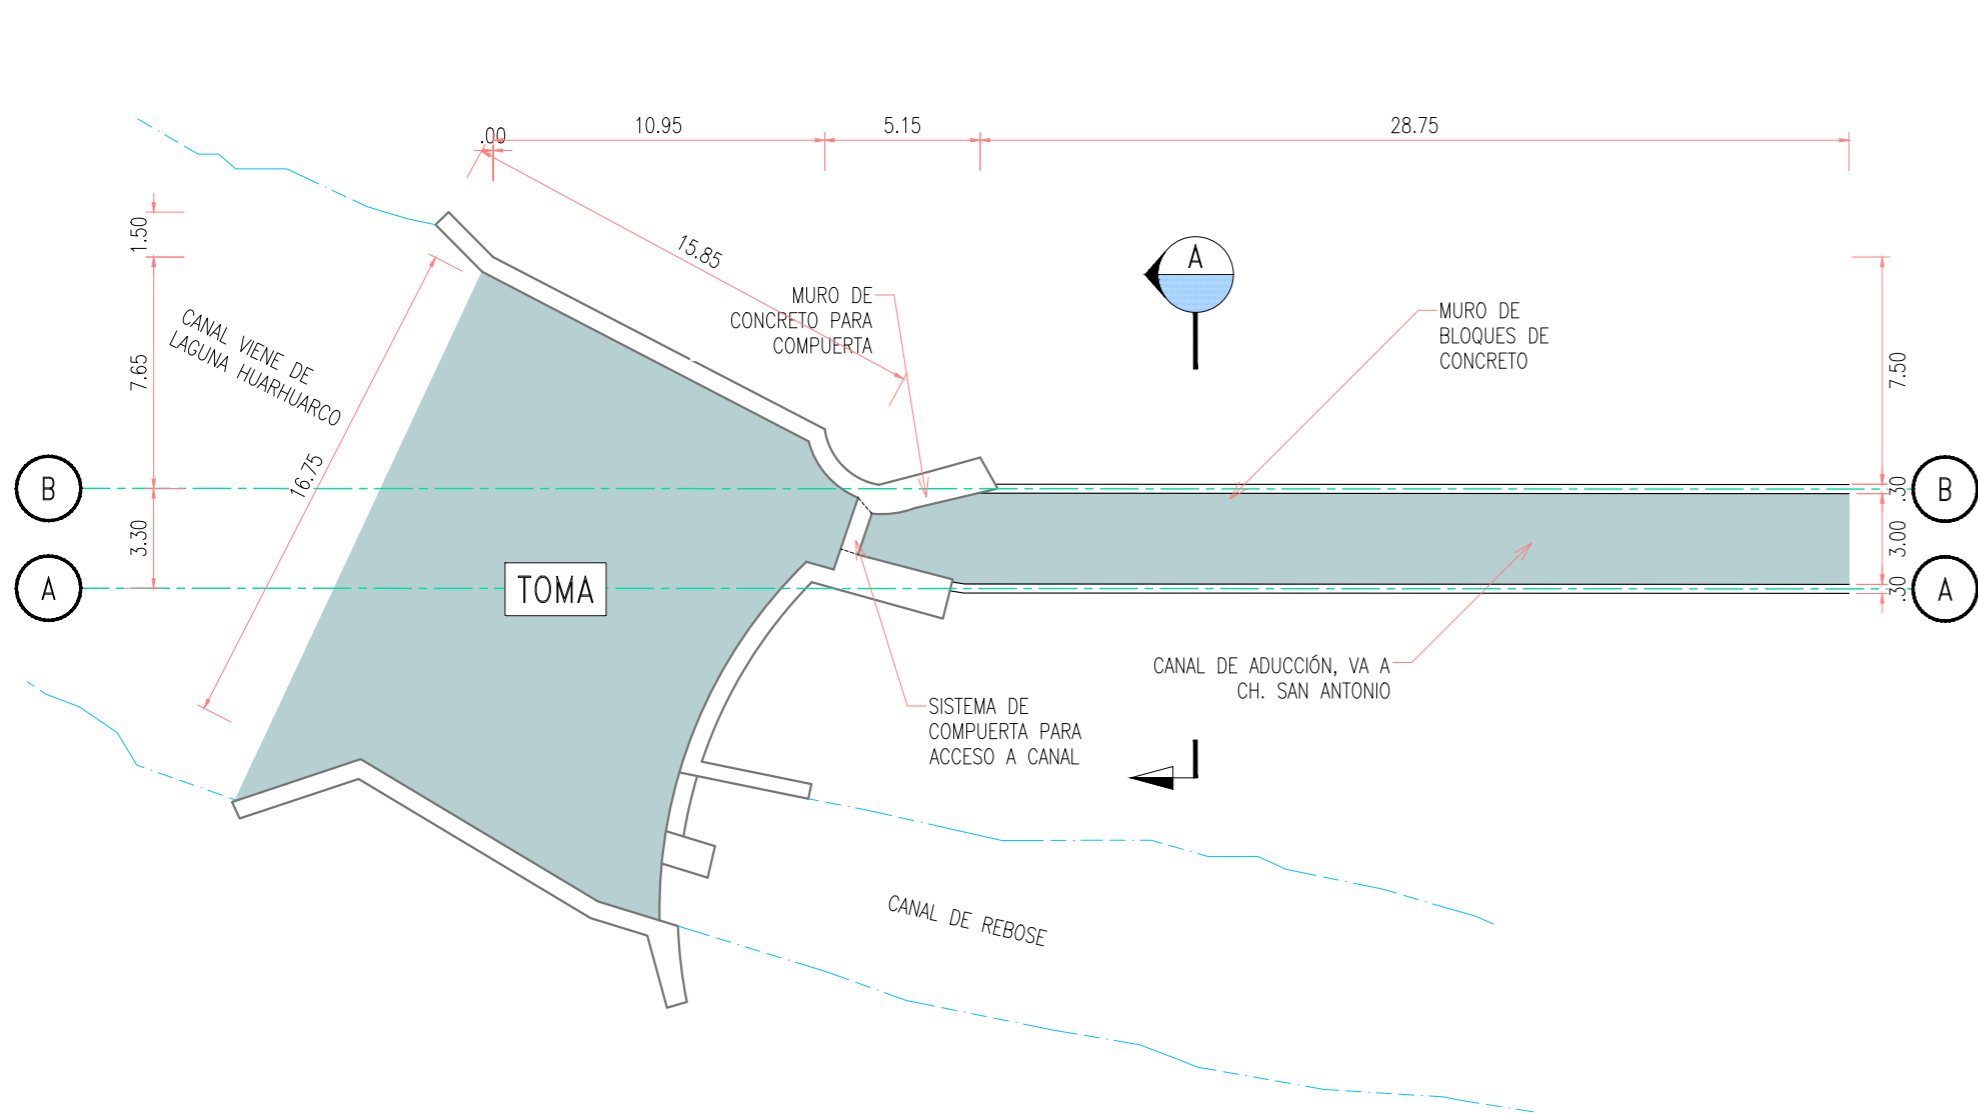 .00
10.95
5.15
28.75
1.50
7.65
3.30
15.85
16.75
CANAL VIENE DE
LAGUNA HUARHUARCO
MURO DE
CONCRETO PARA
COMPUERTA
A
MURO DE
BLOQUES DE
CONCRETO
7.50
.30
3.00
.30
B
B
A
A
TOMA
CANAL DE ADUCCIÓN, VA A
CH. SAN ANTONIO
SISTEMA DE
COMPUERTA PARA
ACCESO A CANAL
CANAL DE REBOSE